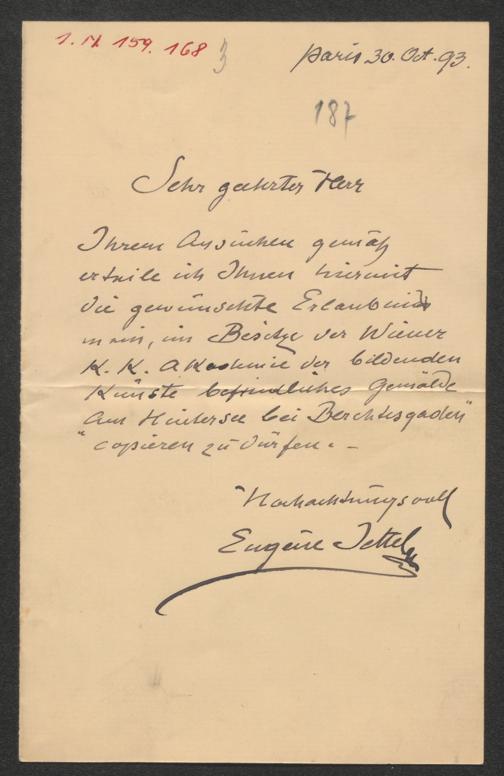 1. N. 159.168
3
Paris 30. Oct. 93.
187
Sehr geehrter Herr
Ihrem Ansuchen gemäß
erteile ich Ihnen hiermit
die gewünschte Erlaubniß
mein, im Besitze der Wiener
K. K. Akademie der bildenden
Künste befindliches Gemälde
Am Hintersee bei Berchtesgaden"
"copieren zu dürfen. –
Hochachtungsvoll
Eugène Jettel